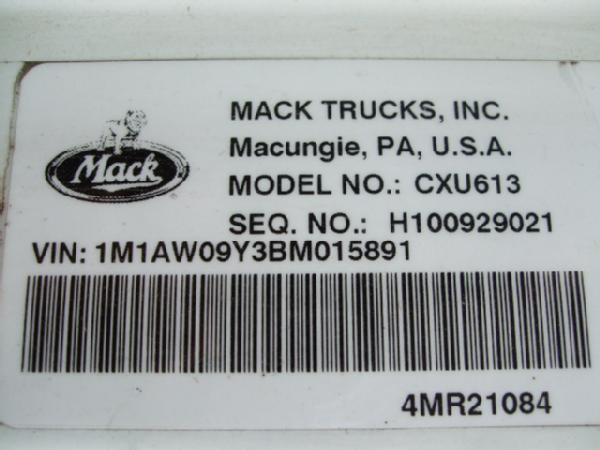 Mack
MACK TRUCKS, INC.
Macungie, PA, U.S.A.
MODEL NO.: CXU613
SEQ. NO.: H100929021
VIN: 1M1AW09Y3BM015891
4MR21084